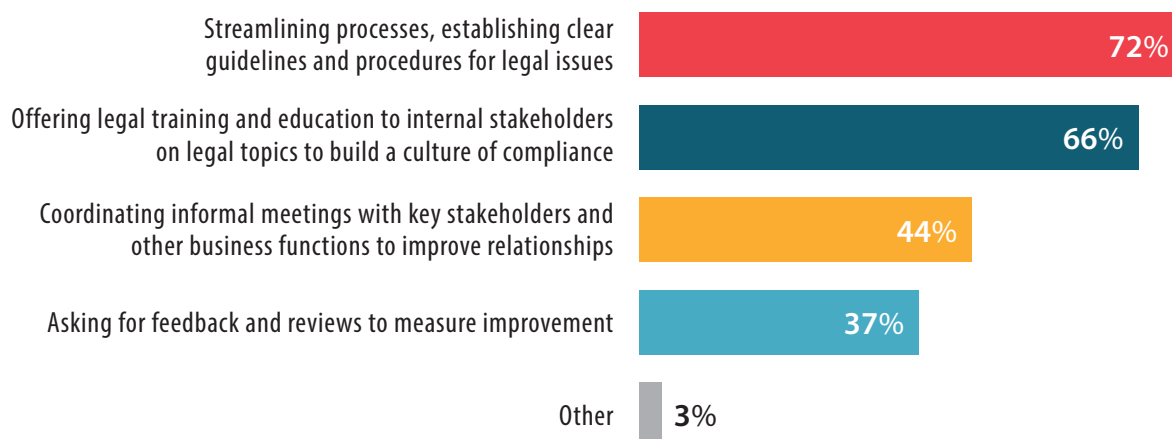 Streamlining processes, establishing clear
guidelines and procedures for legal issues
72%
Offering legal training and education to internal stakeholders
on legal topics to build a culture of compliance
66%
Coordinating informal meetings with key stakeholders and
other business functions to improve relationships
44%
Asking for feedback and reviews to measure improvement
37%
Other
3%